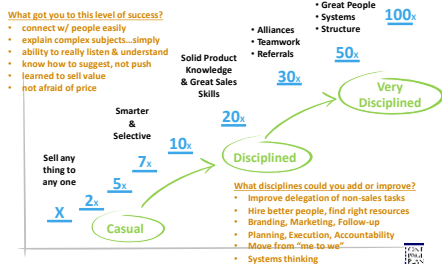 What got you to this level of success?
• connect w/ people easily
• explain complex subjects...simply
• ability to really listen & understand
• know how to suggest, not push
• learned to sell value
• not afraid of price
• Great People
• Systems
• Structure
100x
• Alliances
• Teamwork
• Referrals
50x
Solid Product
Knowledge
& Great Sales
Skills
30x
Very
Disciplined
Smarter
&
Selective
20x
10x
Sell any
thing to
any one
7x
Disciplined
5x
2x
X
Casual
What disciplines could you add or improve?
• Improve delegation of non-sales tasks
• Hire better people, find right resources
• Branding, Marketing, Follow-up
• Planning, Execution, Accountability
• Move from “me to we”
• Systems thinking